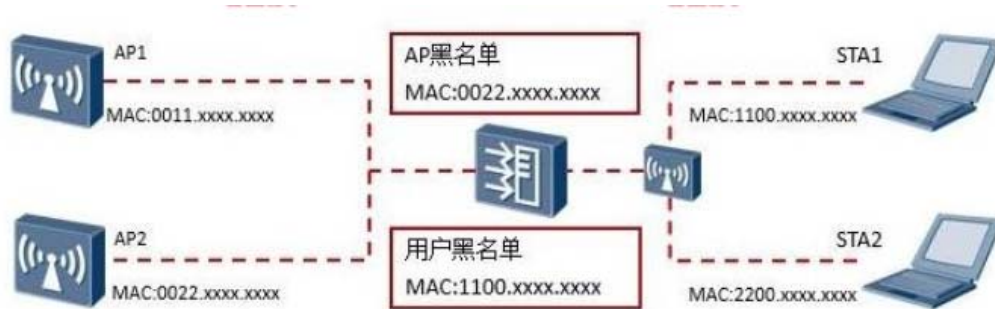 AP1
MAC:0011.xxxx.xxxx
AP黑名单
MAC:0022.xxxx.xxxx
STA1
MAC:1100.xxxx.xxxx
AP2
MAC:0022.xxxx.xxxx
用户黑名单
MAC:1100.xxxx.xxxx
STA2
MAC:2200.xxxx.xxxx